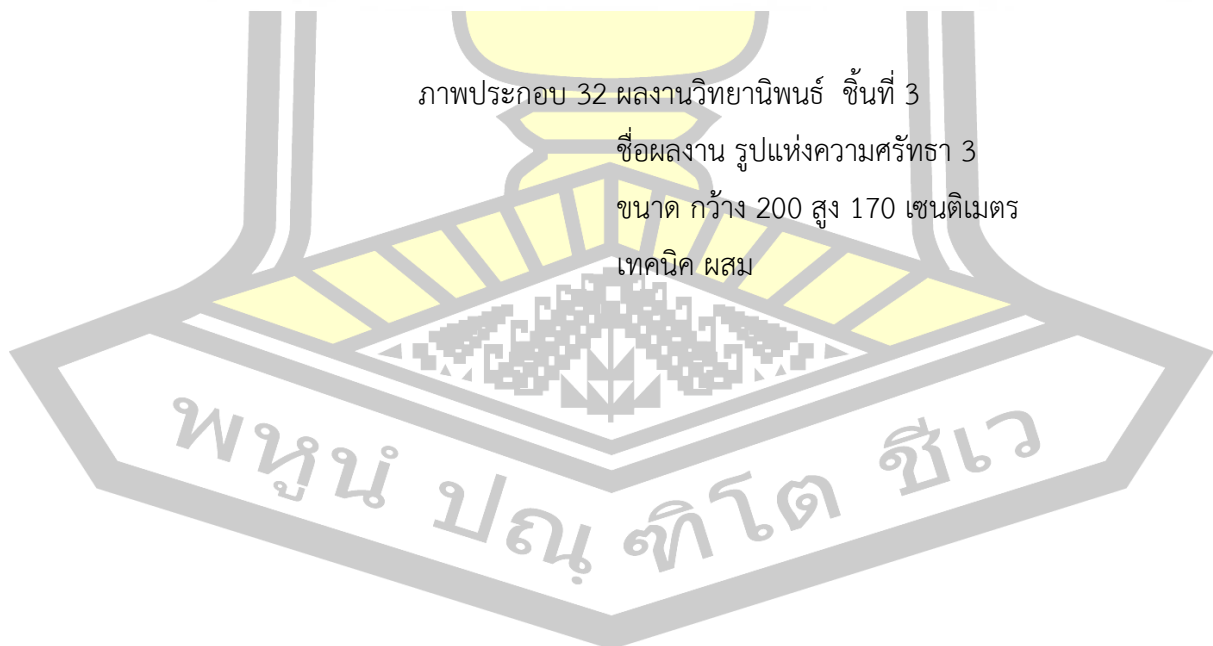 ภาพประกอบ 32 ผลงานวิทยานิพนธ์ ชิ้นที่ 3
ชื่อผลงาน รูปแห่งความศรัทธา 3
ขนาด กว้าง 200 สูง 170 เซนติเมตร
เทคนิค ผสม
พหูนํ ปณฺฑิโต ชีเว